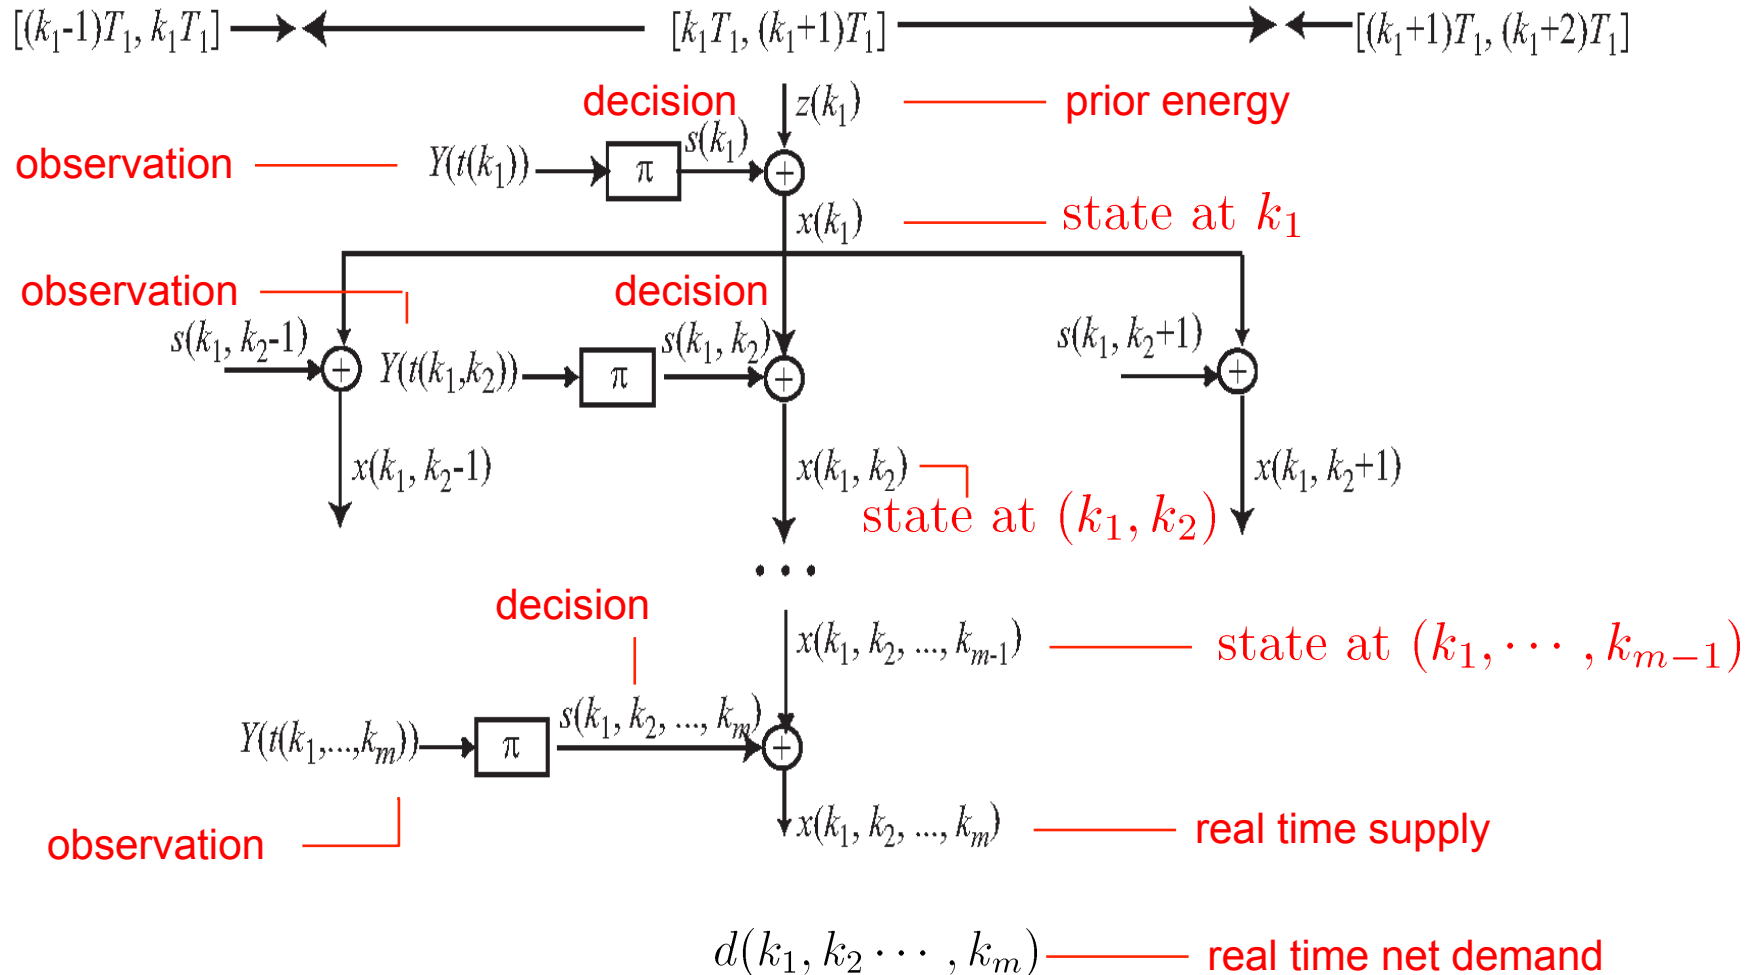 [(k₁-1)T₁, k₁T₁] [k₁T₁, (k₁+1)T₁] [(k₁+1)T₁, (k₁+2)T₁]
decision z(k₁) prior energy
observation Y(t(k₁)) π s(k₁) +
x(k₁) state at k₁
observation decision
s(k₁, k₂-1) + Y(t(k₁,k₂)) π s(k₁, k₂) + s(k₁, k₂+1) +
x(k₁, k₂-1) x(k₁, k₂) x(k₁, k₂+1)
state at (k₁, k₂)
...
decision
x(k₁, k₂, ..., kₘ₋₁) state at (k₁, ⋯ , kₘ₋₁)
Y(t(k₁,...,kₘ)) π s(k₁, k₂, ..., kₘ) +
observation x(k₁, k₂, ..., kₘ) real time supply
d(k₁, k₂ ⋯ , kₘ) real time net demand